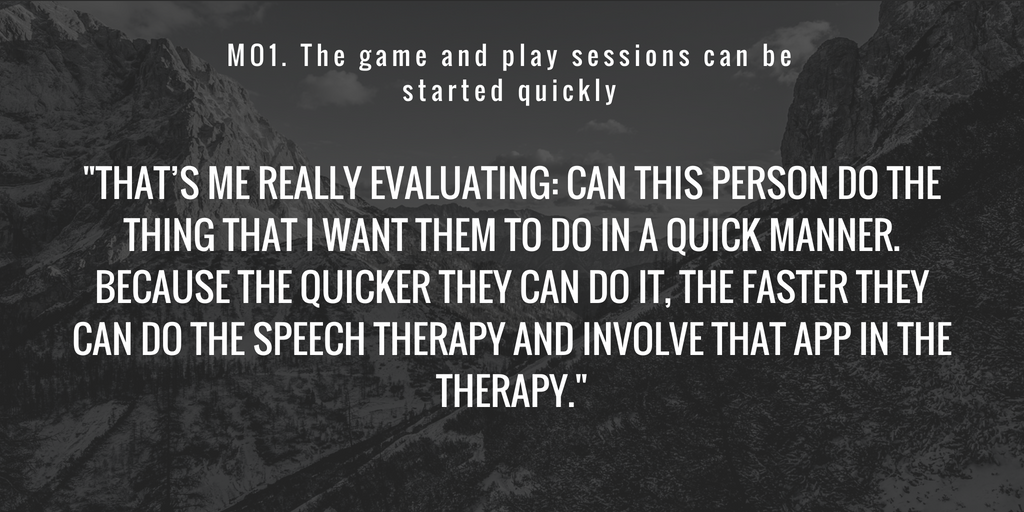 MO1. The game and play sessions can be
started quickly
"THAT’S ME REALLY EVALUATING: CAN THIS PERSON DO THE
THING THAT I WANT THEM TO DO IN A QUICK MANNER.
BECAUSE THE QUICKER THEY CAN DO IT, THE FASTER THEY
CAN DO THE SPEECH THERAPY AND INVOLVE THAT APP IN THE
THERAPY."